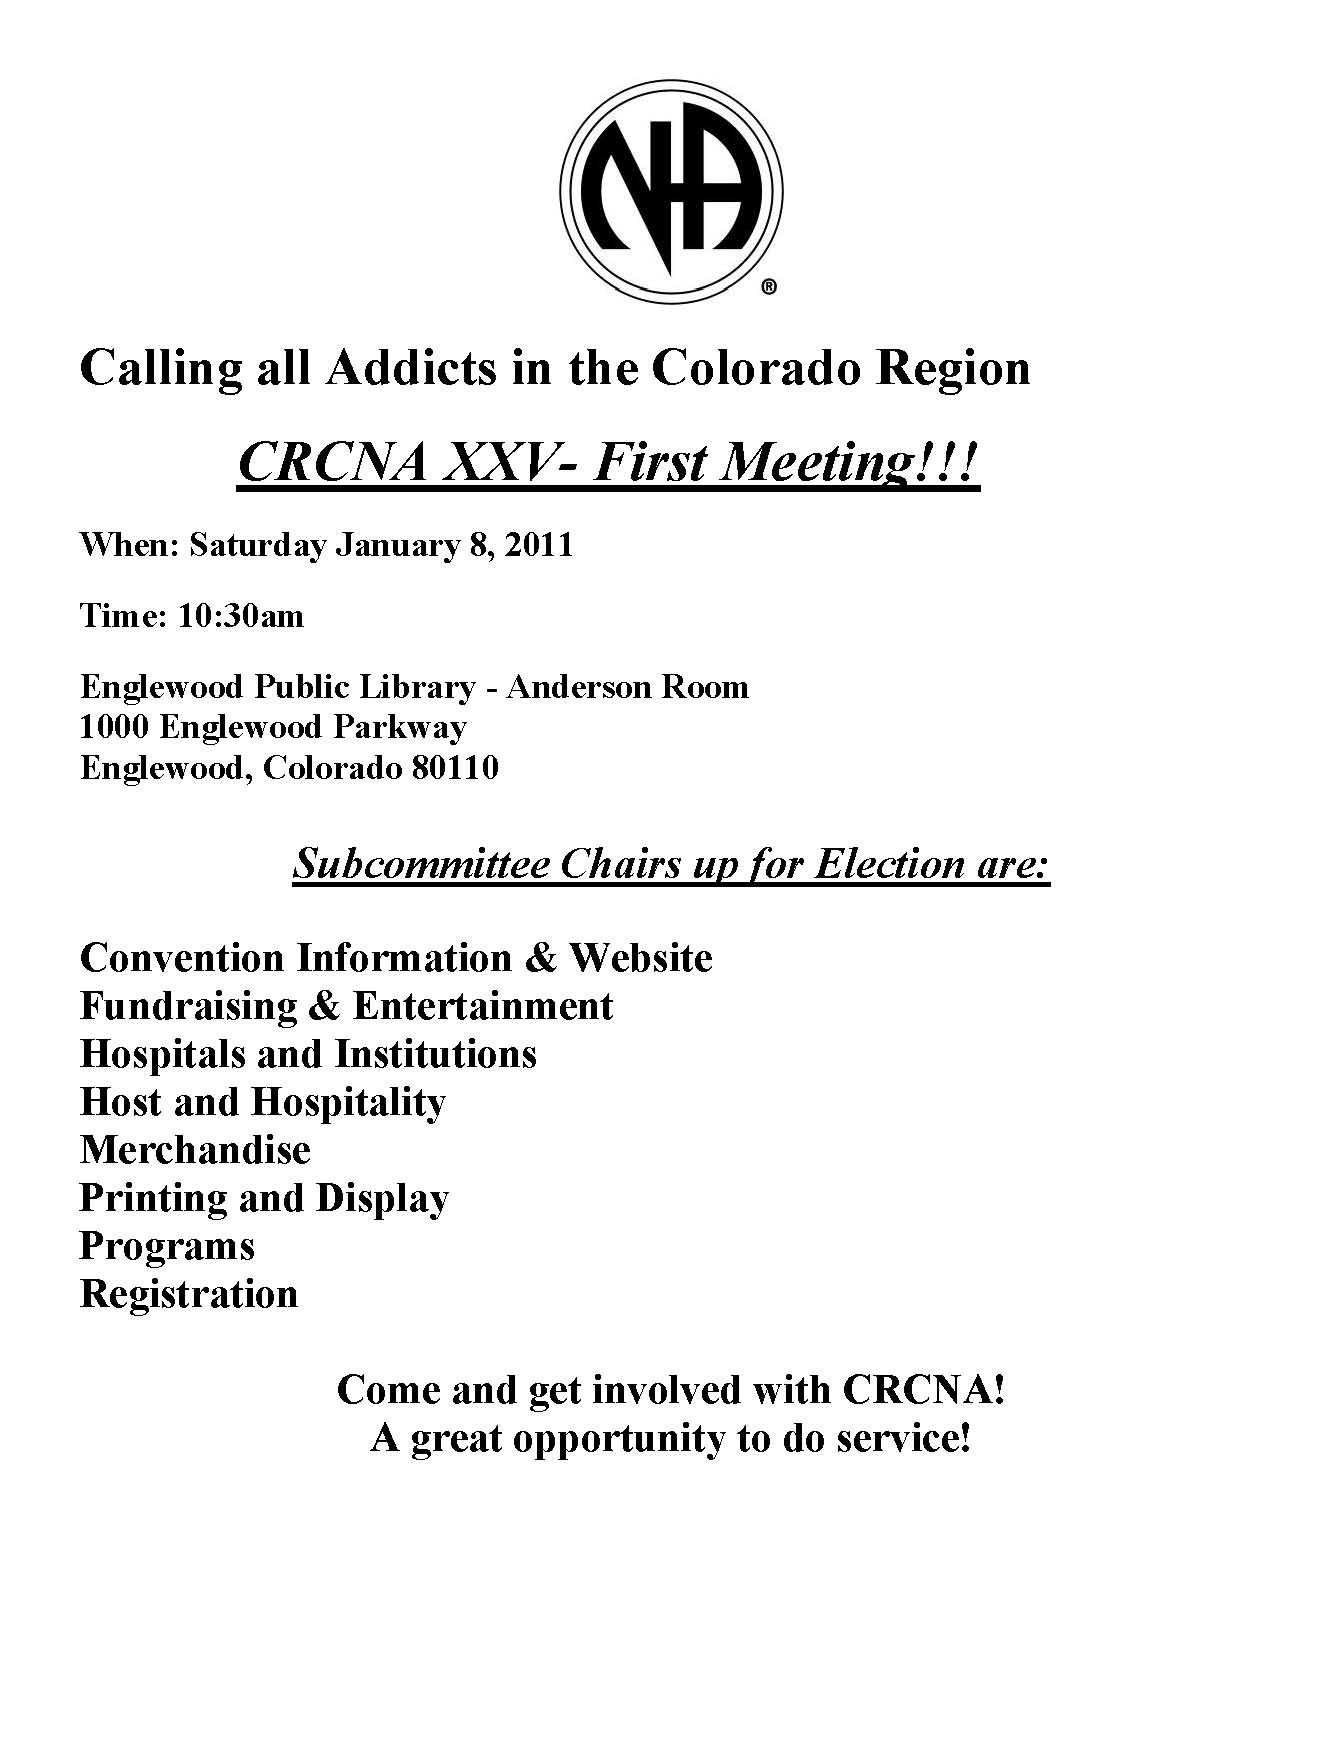 NA
®
Calling all Addicts in the Colorado Region
CRCNA XXV- First Meeting!!!
When: Saturday January 8, 2011
Time: 10:30am
Englewood Public Library - Anderson Room
1000 Englewood Parkway
Englewood, Colorado 80110
Subcommittee Chairs up for Election are:
Convention Information & Website
Fundraising & Entertainment
Hospitals and Institutions
Host and Hospitality
Merchandise
Printing and Display
Programs
Registration
Come and get involved with CRCNA!
A great opportunity to do service!